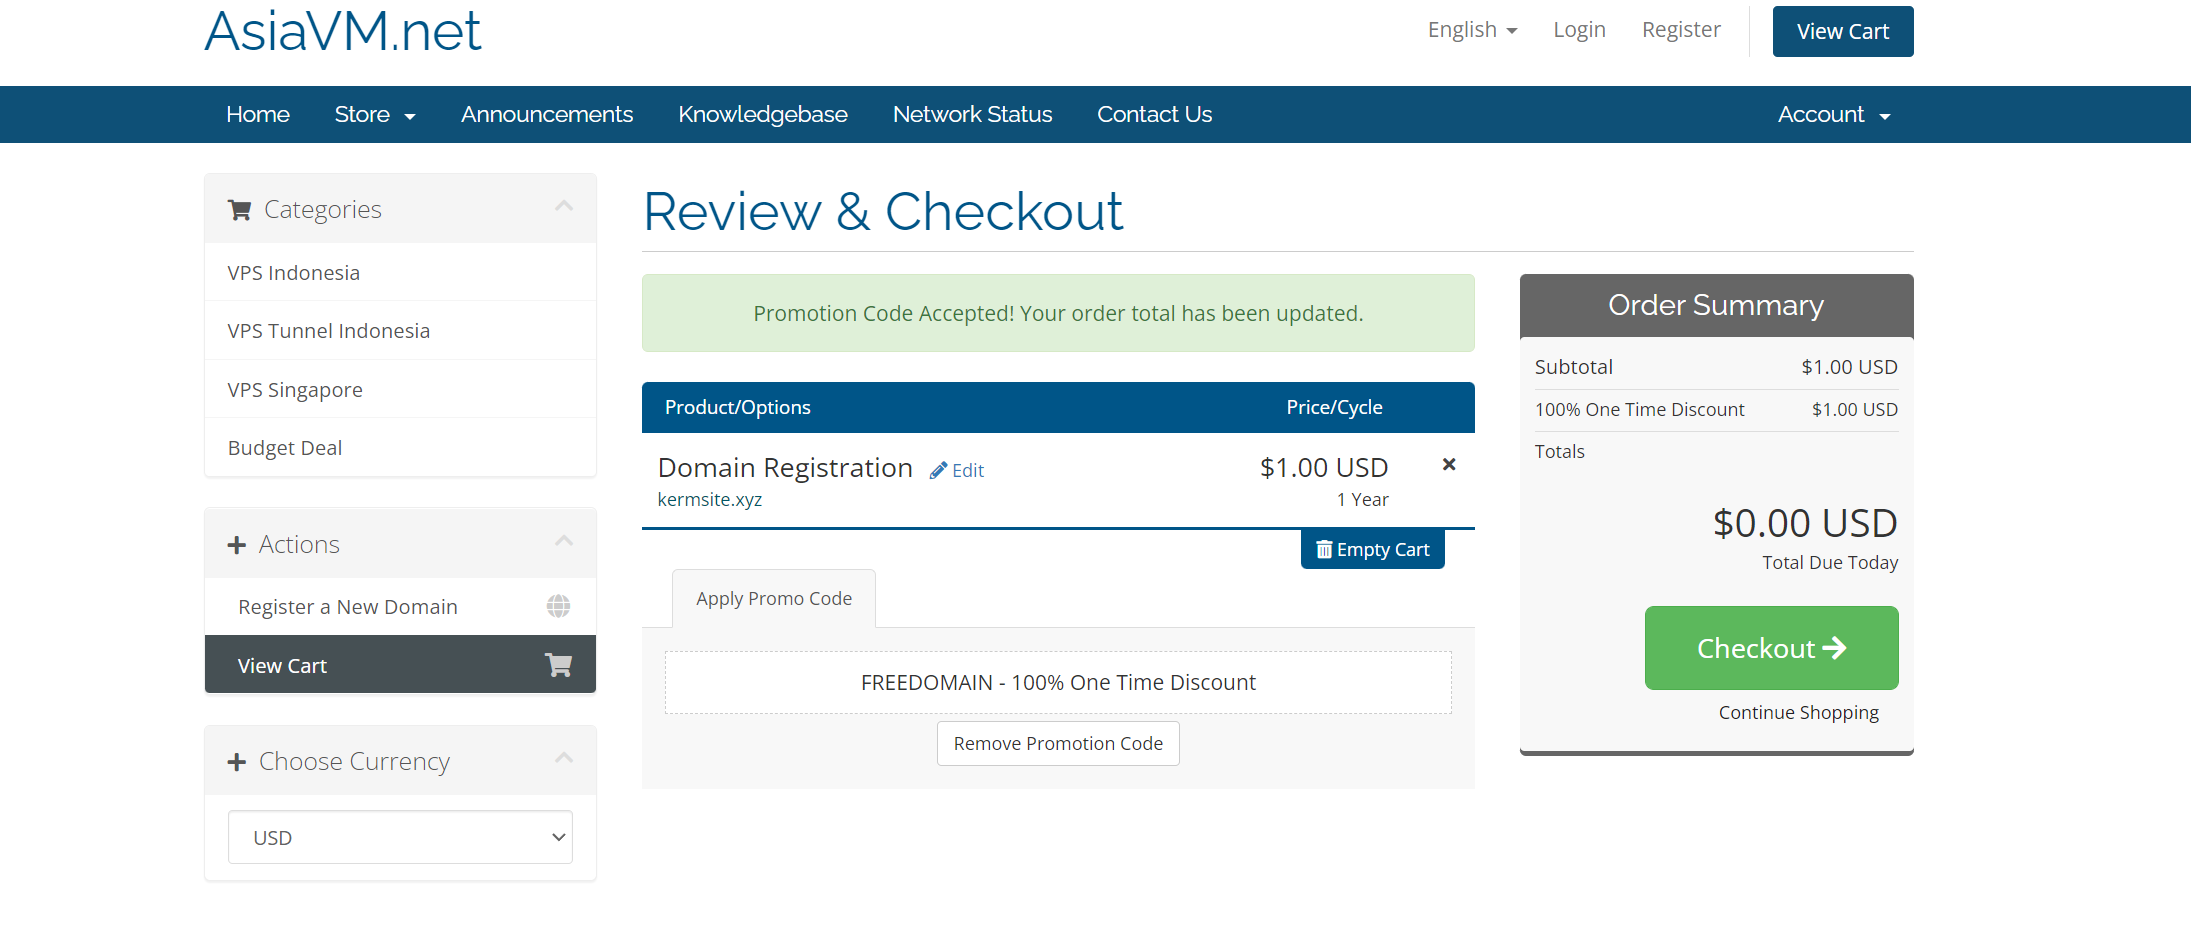 AsiaVM.net
English
Login
Register
View Cart
Home
Store
Announcements
Knowledgebase
Network Status
Contact Us
Account
Categories
VPS Indonesia
VPS Tunnel Indonesia
VPS Singapore
Budget Deal
Actions
Register a New Domain
View Cart
Choose Currency
USD
Review & Checkout
Promotion Code Accepted! Your order total has been updated.
Product/Options Price/Cycle
Domain Registration Edit $1.00 USD
kermsite.xyz 1 Year
Empty Cart
Apply Promo Code
FREEDOMAIN - 100% One Time Discount
Remove Promotion Code
Order Summary
Subtotal $1.00 USD
100% One Time Discount $1.00 USD
Totals
$0.00 USD
Total Due Today
Checkout
Continue Shopping